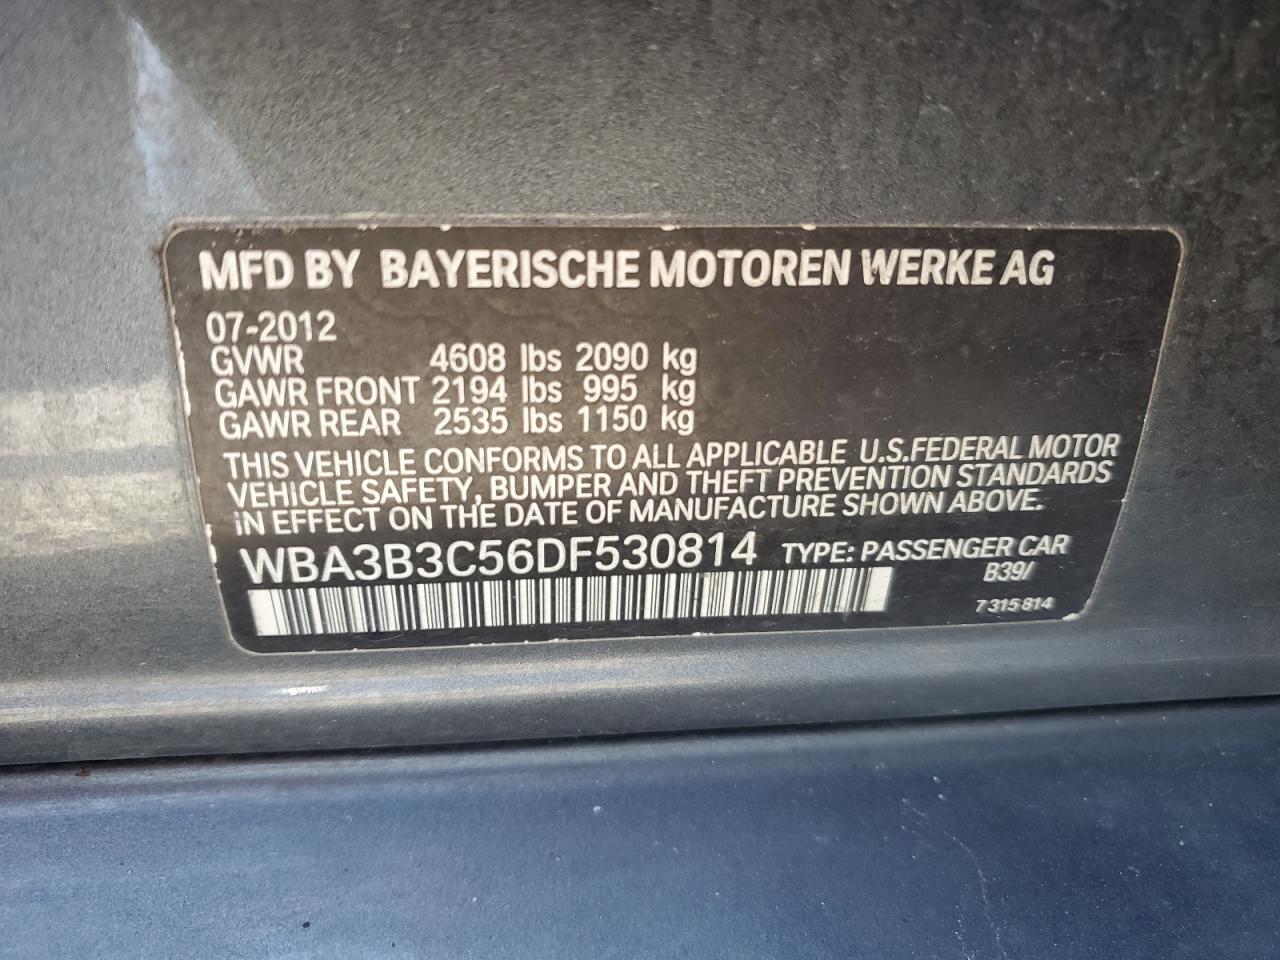 MFD BY BAYERISCHE MOTOREN WERKE AG
07-2012
GVWR 4608 lbs 2090 kg
GAWR FRONT 2194 lbs 995 kg
GAWR REAR 2535 lbs 1150 kg
THIS VEHICLE CONFORMS TO ALL APPLICABLE U.S.FEDERAL MOTOR
VEHICLE SAFETY, BUMPER AND THEFT PREVENTION STANDARDS
IN EFFECT ON THE DATE OF MANUFACTURE SHOWN ABOVE.
WBA3B3C56DF530814 TYPE: PASSENGER CAR
B39/
7 315 814